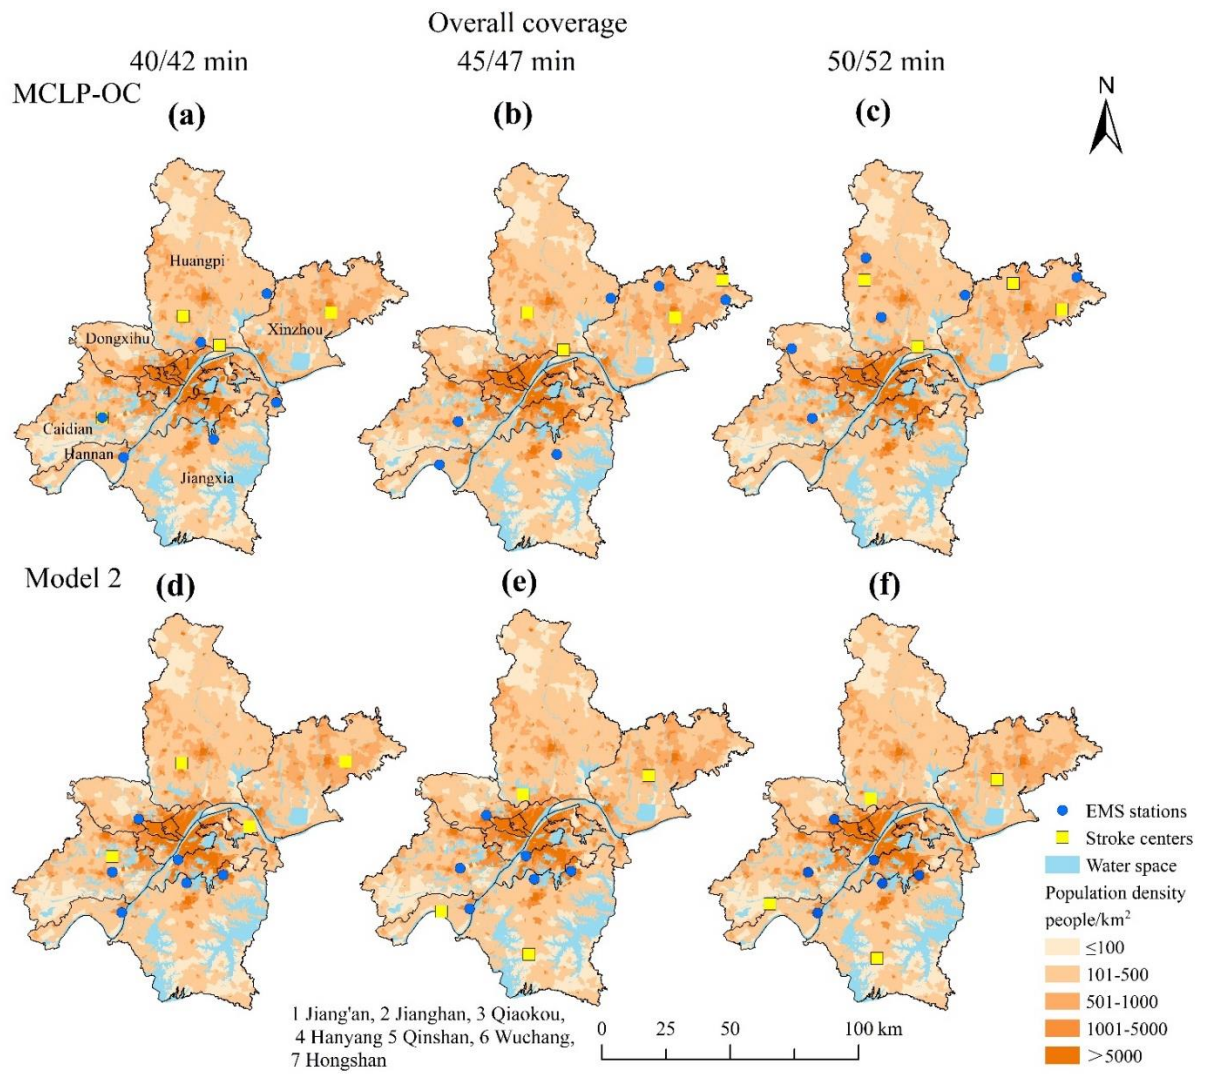 Overall coverage
40/42 min
45/47 min
50/52 min
MCLP-OC
(a)
(b)
(c)
N
Huangpi
Xinzhou
Dongxihu
4
6
Caidian
Hannan
Jiangxia
Model 2
(d)
(e)
(f)
EMS stations
Stroke centers
Water space
Population density
people/km²
≤100
101-500
501-1000
1001-5000
＞5000
1 Jiang'an, 2 Jianghan, 3 Qiaokou,
4 Hanyang 5 Qinshan, 6 Wuchang,
7 Hongshan
0 25 50 100 km